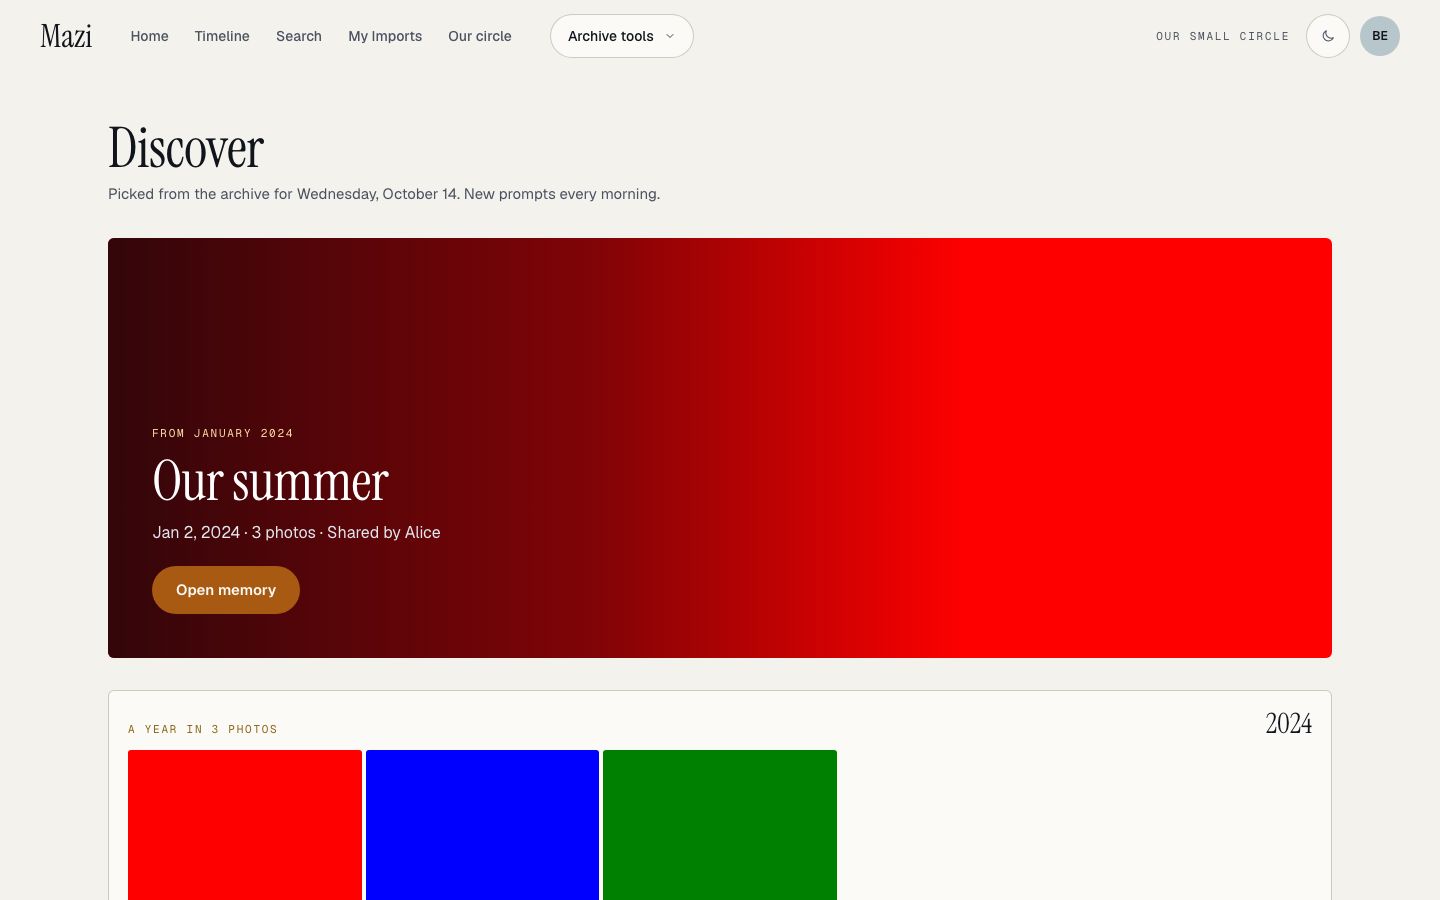 Mazi
Home
Timeline
Search
My Imports
Our circle
Archive tools
OUR SMALL CIRCLE
BE
Discover
Picked from the archive for Wednesday, October 14. New prompts every morning.
FROM JANUARY 2024
Our summer
Jan 2, 2024 · 3 photos · Shared by Alice
Open memory
A YEAR IN 3 PHOTOS
2024